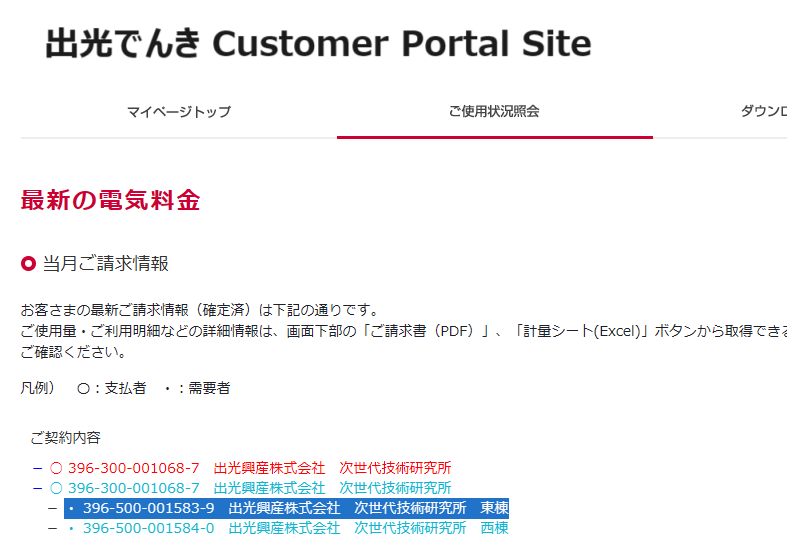 出光でんき Customer Portal Site
マイページトップ ご使用状況照会 ダウンロ
最新の電気料金
当月ご請求情報
お客さまの最新ご請求情報（確定済）は下記の通りです。
ご使用量・ご利用明細などの詳細情報は、画面下部の「ご請求書（PDF）」、「計量シート(Excel)」ボタンから取得でき
ご確認ください。
凡例） 〇：支払者 ・：需要者
ご契約内容
− 〇 396-300-001068-7 出光興産株式会社 次世代技術研究所
− 〇 396-300-001068-7 出光興産株式会社 次世代技術研究所
− ・ 396-500-001583-9 出光興産株式会社 次世代技術研究所 東棟
− ・ 396-500-001584-0 出光興産株式会社 次世代技術研究所 西棟